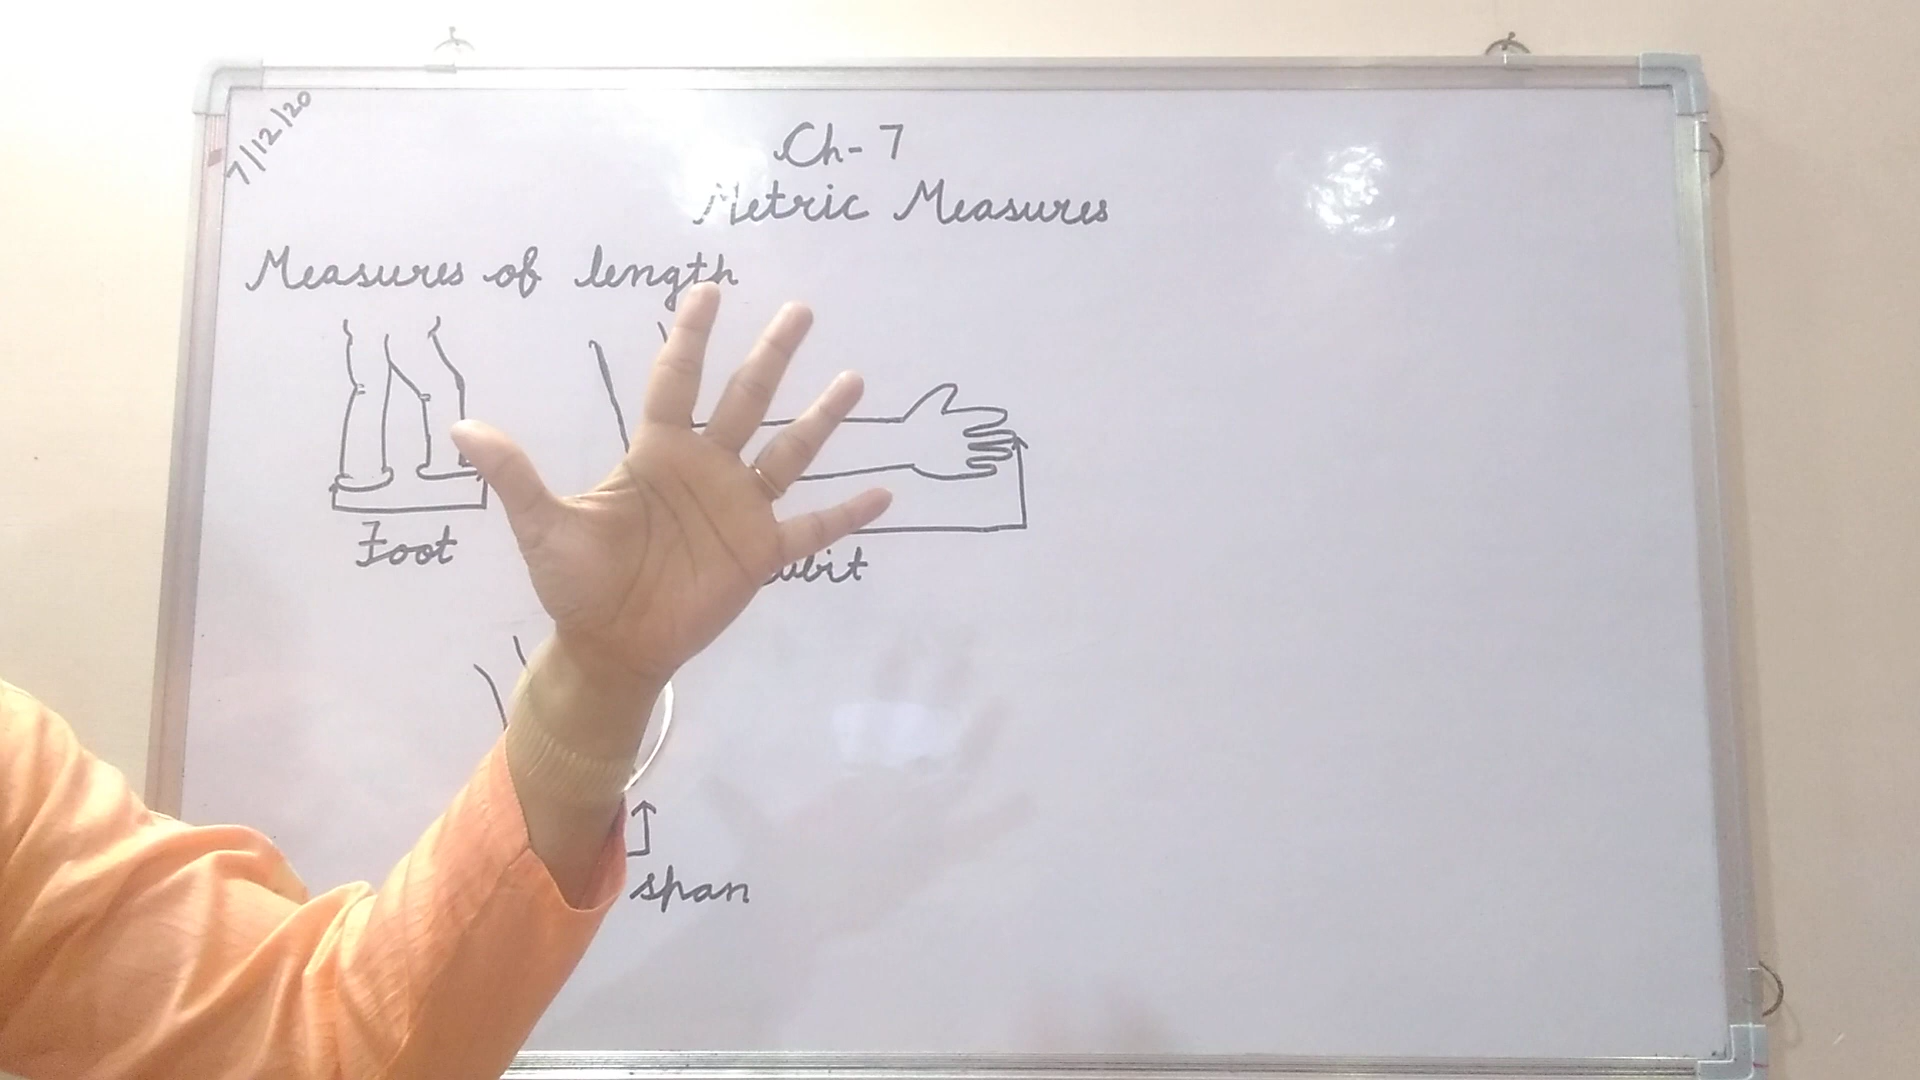 7/12/20
Ch-7
Metric Measures
Measures of length
Foot
span